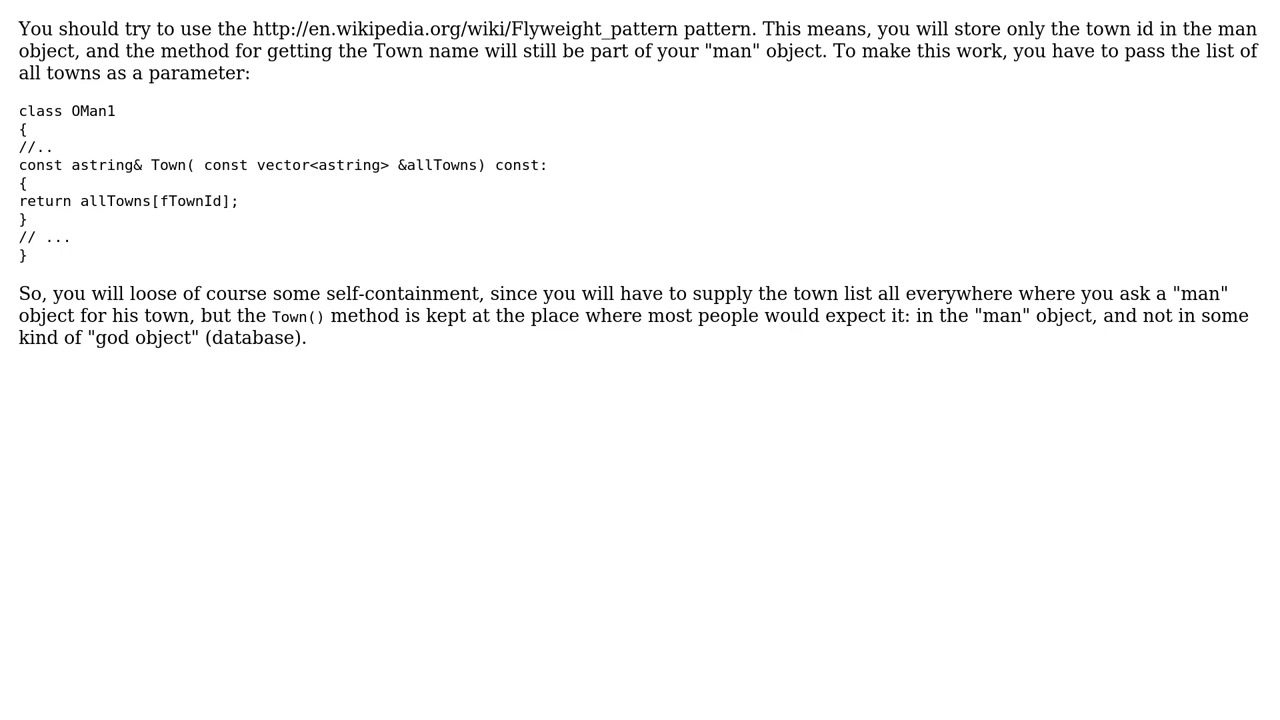 You should try to use the http://en.wikipedia.org/wiki/Flyweight_pattern pattern. This means, you will store only the town id in the man
object, and the method for getting the Town name will still be part of your "man" object. To make this work, you have to pass the list of
all towns as a parameter:
class OMan1
{
//..
const astring& Town( const vector<astring> &allTowns) const:
{
return allTowns[fTownId];
}
// ...
}
So, you will loose of course some self-containment, since you will have to supply the town list all everywhere where you ask a "man"
object for his town, but the Town() method is kept at the place where most people would expect it: in the "man" object, and not in some
kind of "god object" (database).